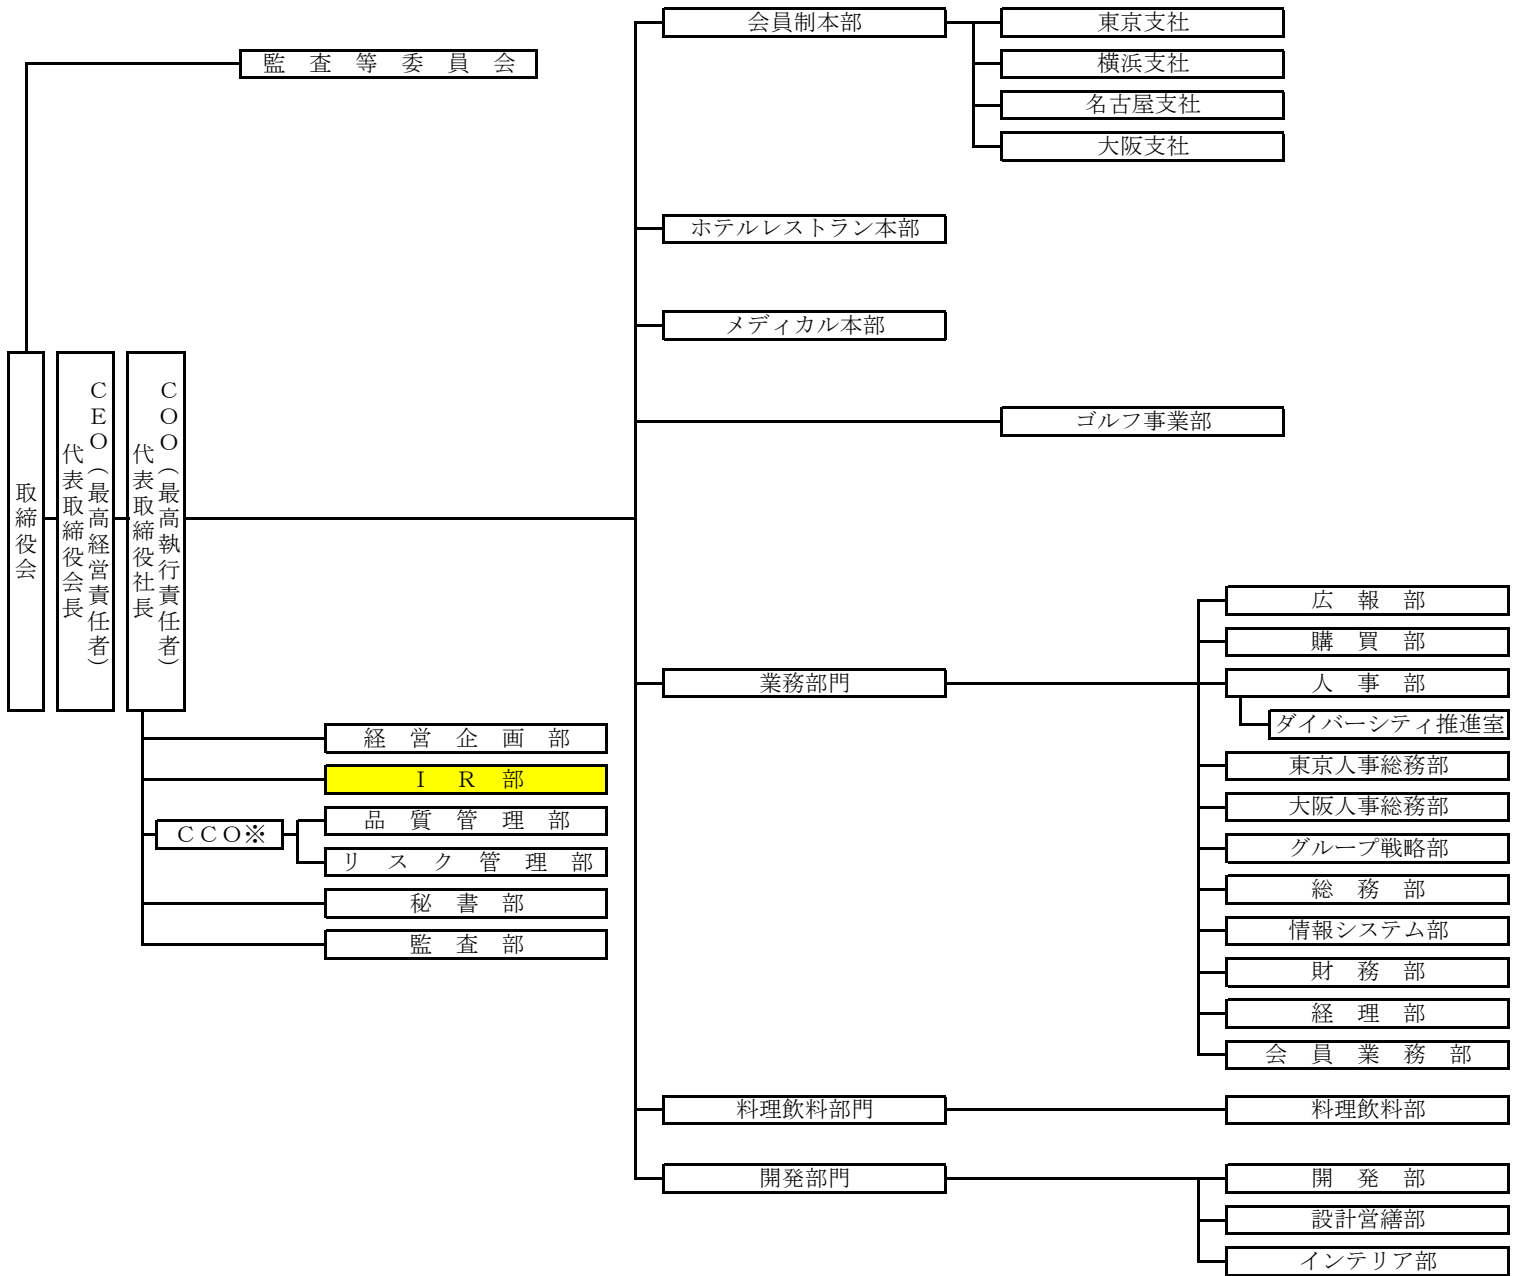 会員制本部
東京支社
監　査　等　委　員　会
横浜支社
名古屋支社
大阪支社
ホテルレストラン本部
メディカル本部
ゴルフ事業部
取締役会
CEO（最高経営責任者）
代表取締役会長
COO（最高執行責任者）
代表取締役社長
広　報　部
購　買　部
業務部門
人　事　部
ダイバーシティ推進室
経　営　企　画　部
東京人事総務部
Ｉ　Ｒ　部
大阪人事総務部
品　質　管　理　部
ＣＣＯ※
グループ戦略部
リ　ス　ク　管　理　部
総　務　部
秘　書　部
情報システム部
監　査　部
財　務　部
経　理　部
会　員　業　務　部
料理飲料部門
料理飲料部
開発部門
開　発　部
設計営繕部
インテリア部